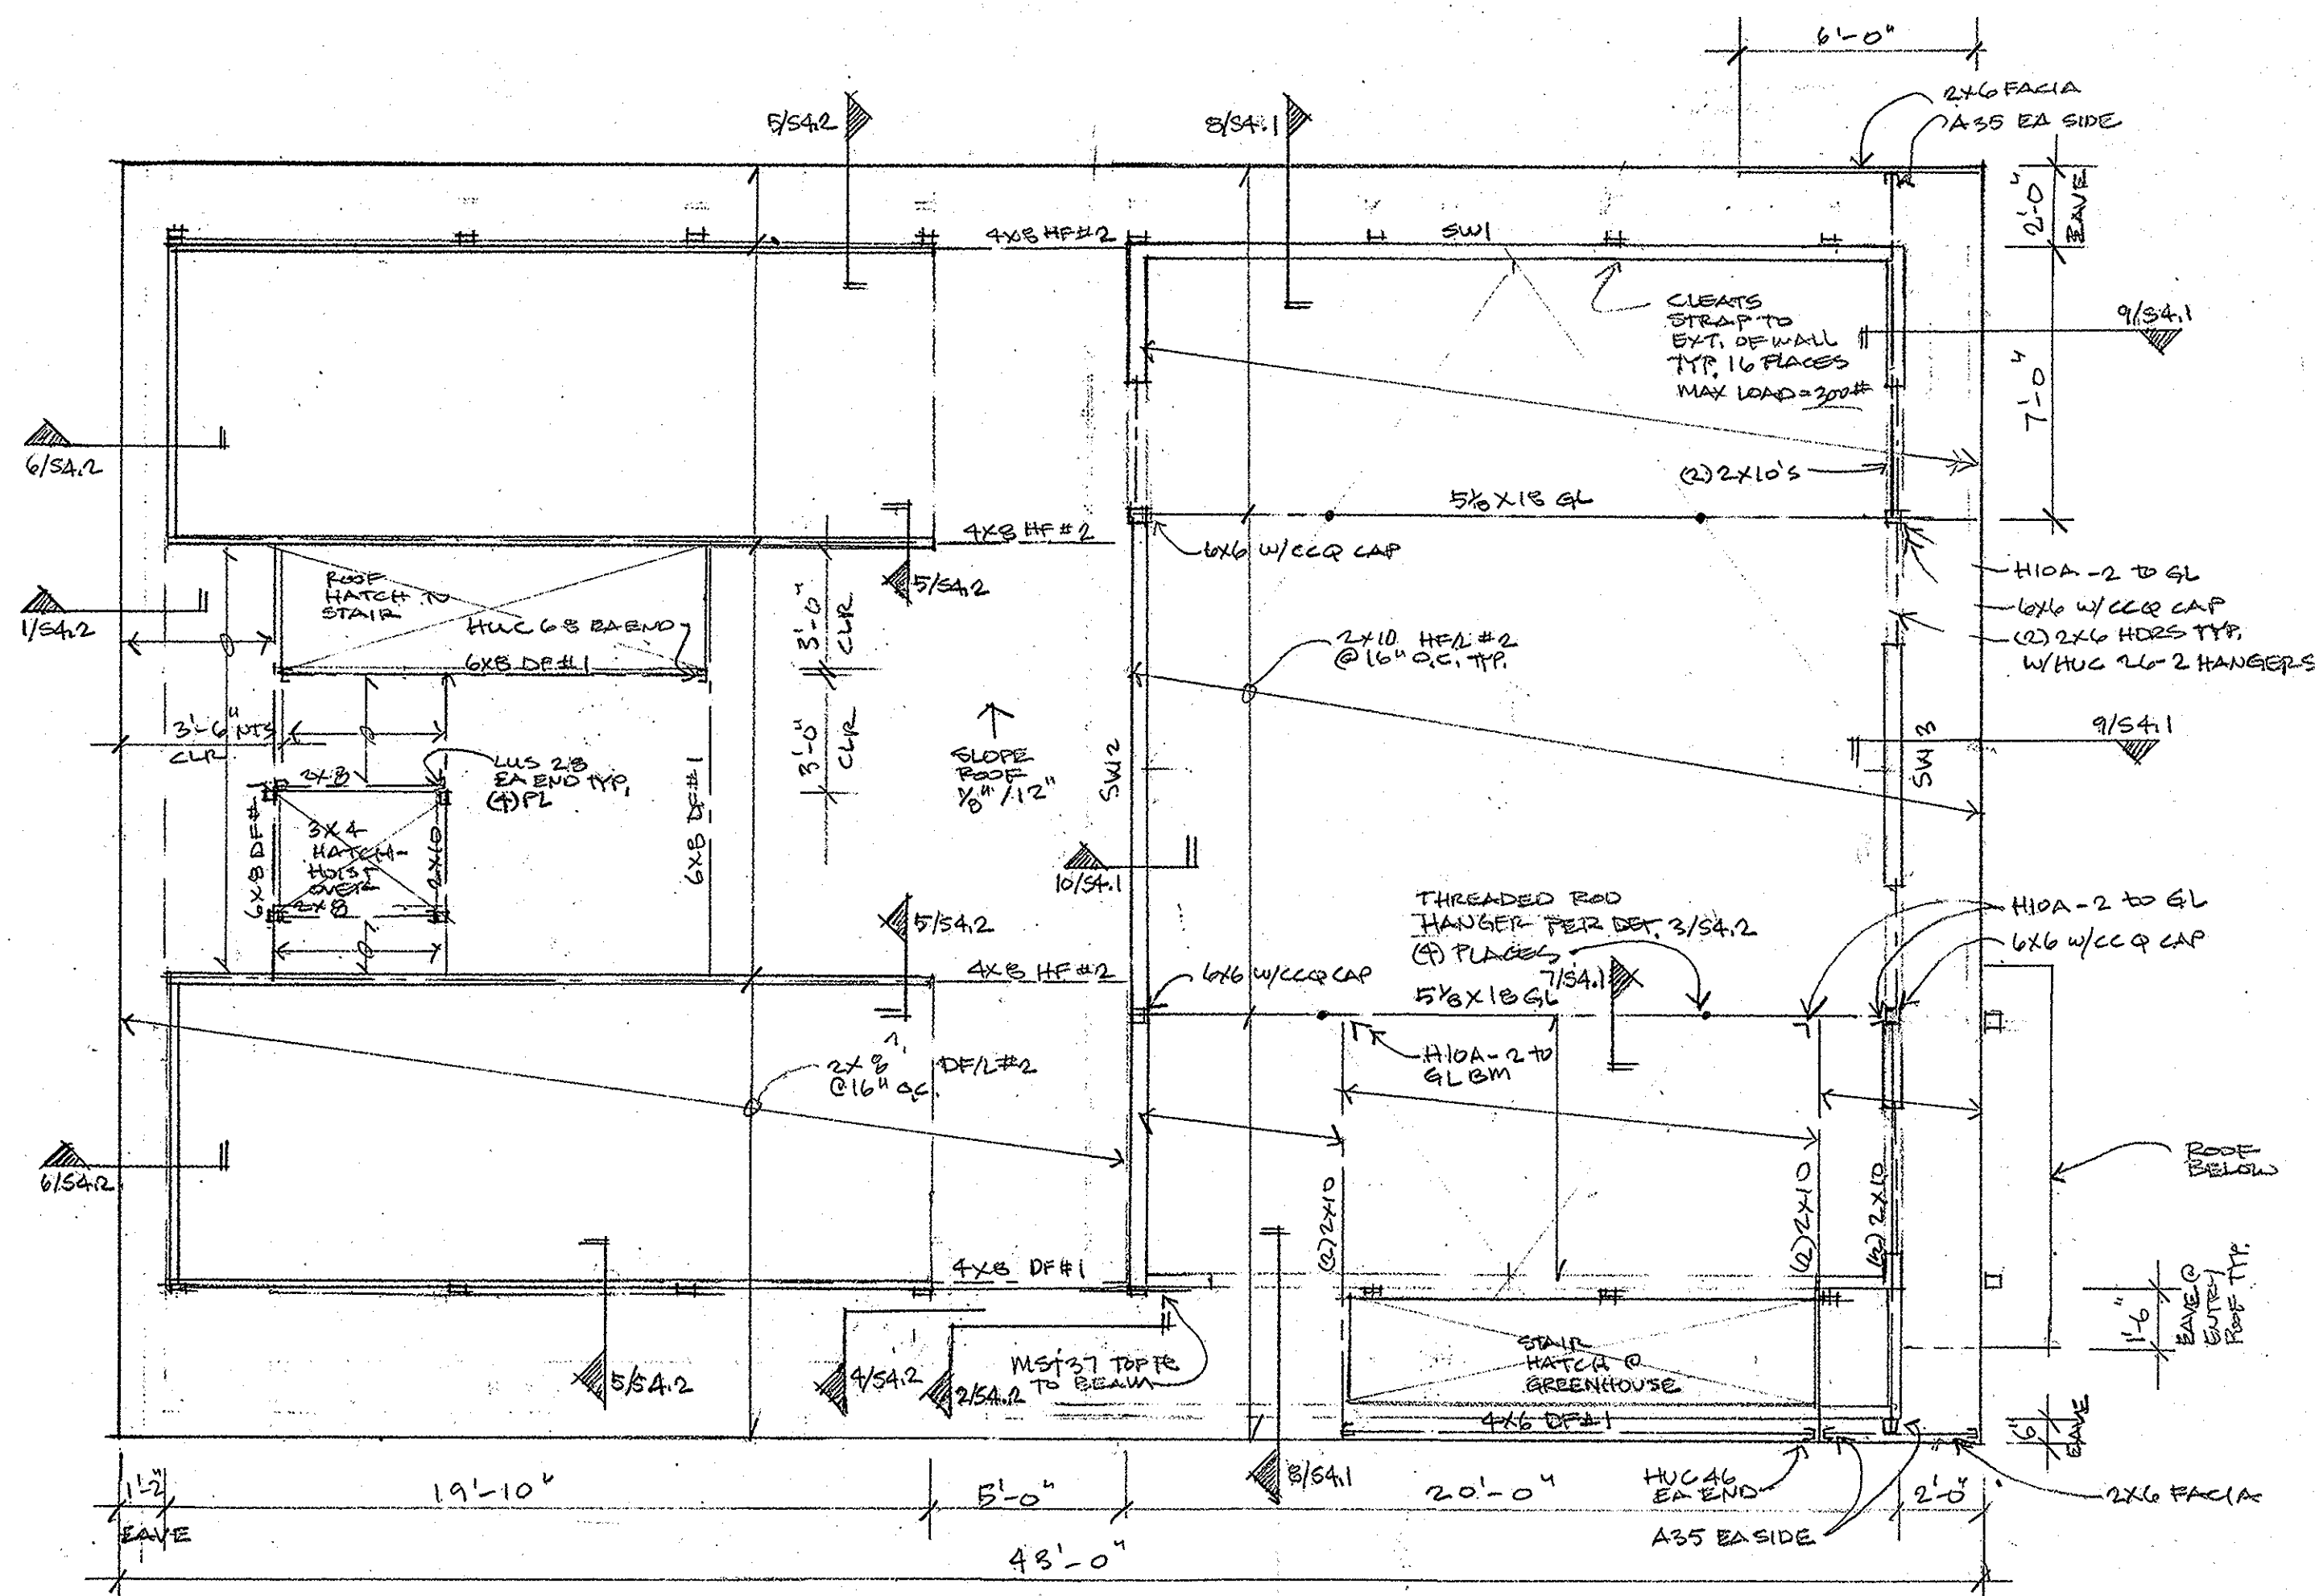 6'-0"
2X6 FACIA
A35 EA SIDE
5/S4.2
8/S4.1
2'-0"
EAVE
4X8 HF#2
SW1
CLEATS
STRAP TO
EXT. OF WALL
TYP. 16 PLACES
MAX LOAD=300#
9/S4.1
7'-0"
6/S4.2
(2) 2X10'S
5⅛ X 18 GL
4X8 HF #2
6X6 W/CCQ CAP
5/S4.2
ROOF
HATCH TO
STAIR
1/S4.2
HUC 68 EA END
6X8 DF#1
3'-0"
CLR
2X10 HF/L #2
@ 16" O.C. TYP.
H10A-2 TO GL
6X6 W/CCQ CAP
(2) 2X6 HDRS TYP.
W/HUC 26-2 HANGERS
3'-6" NTS
CLR
2X8
LUS 28
EA END TYP.
(4) PL
3'-0"
CLR
SLOPE
ROOF
⅛"/12"
SW2
SW3
9/S4.1
6X8 DF#1
3X4
HATCH-
HOIST
OVER
2X8
2X10
6X8 DF#1
10/S4.1
5/S4.2
THREADED ROD
HANGER PER DET. 3/S4.2
(4) PLACES
7/S4.1
H10A-2 TO GL
6X6 W/CCQ CAP
4X8 HF #2
6X6 W/CCQ CAP
5⅛ X 18 GL
2X8 DF/L #2
@ 16" O.C.
H10A-2 TO
GL BM
6/S4.2
ROOF
BELOW
(2) 2X10
(2) 2X10
(2) 2X10
4X8 DF#1
1'-6"
EAVE @
ENTRY
ROOF TYP.
5/S4.2
4/S4.2
2/S4.2
MST37 TOP PL
TO BEAM
STAIR
HATCH @
GREENHOUSE
4X6 DF#1
6"
EAVE
1'-2"
EAVE
19'-10"
5'-0"
8/S4.1
20'-0"
HUC 46
EA END
2'-0"
2X6 FACIA
A35 EA SIDE
48'-0"